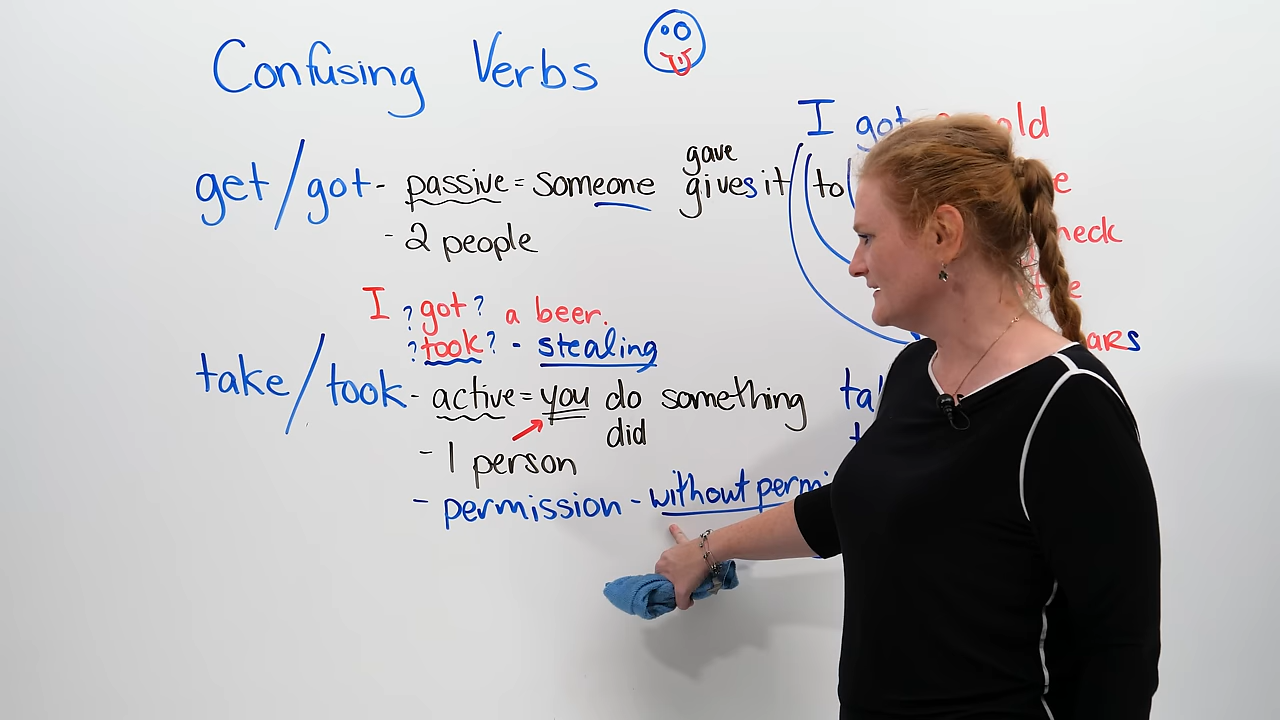 Confusing Verbs
I got cold
get/got - passive = someone gives it to
gave
- 2 people
I ?got? a beer.
?took? - stealing
take/took - active = you do something
did
- 1 person
- permission - without